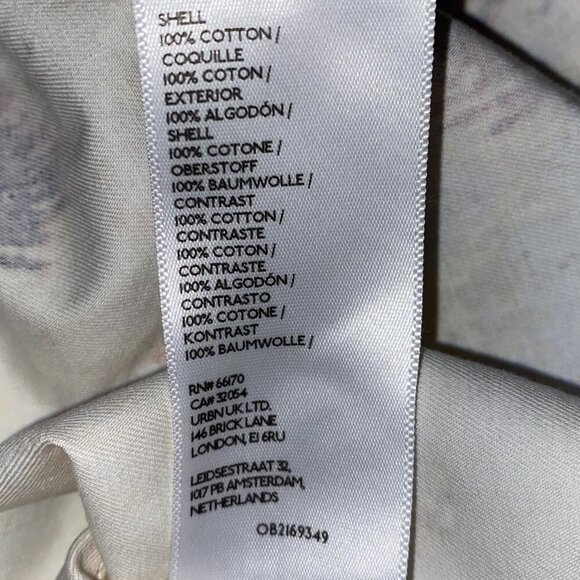 SHELL
100% COTTON /
COQUILLE
100% COTON /
EXTERIOR
100% ALGODÓN /
SHELL
100% COTONE /
OBERSTOFF
100% BAUMWOLLE /
CONTRAST
100% COTTON /
CONTRASTE
100% COTON /
CONTRASTE
100% ALGODÓN /
CONTRASTO
100% COTONE /
KONTRAST
100% BAUMWOLLE /
RN# 66170
CA# 32054
URBN UK LTD.
146 BRICK LANE
LONDON, E1 6RU
LEIDSESTRAAT 32,
1017 PB AMSTERDAM,
NETHERLANDS
OB2169349